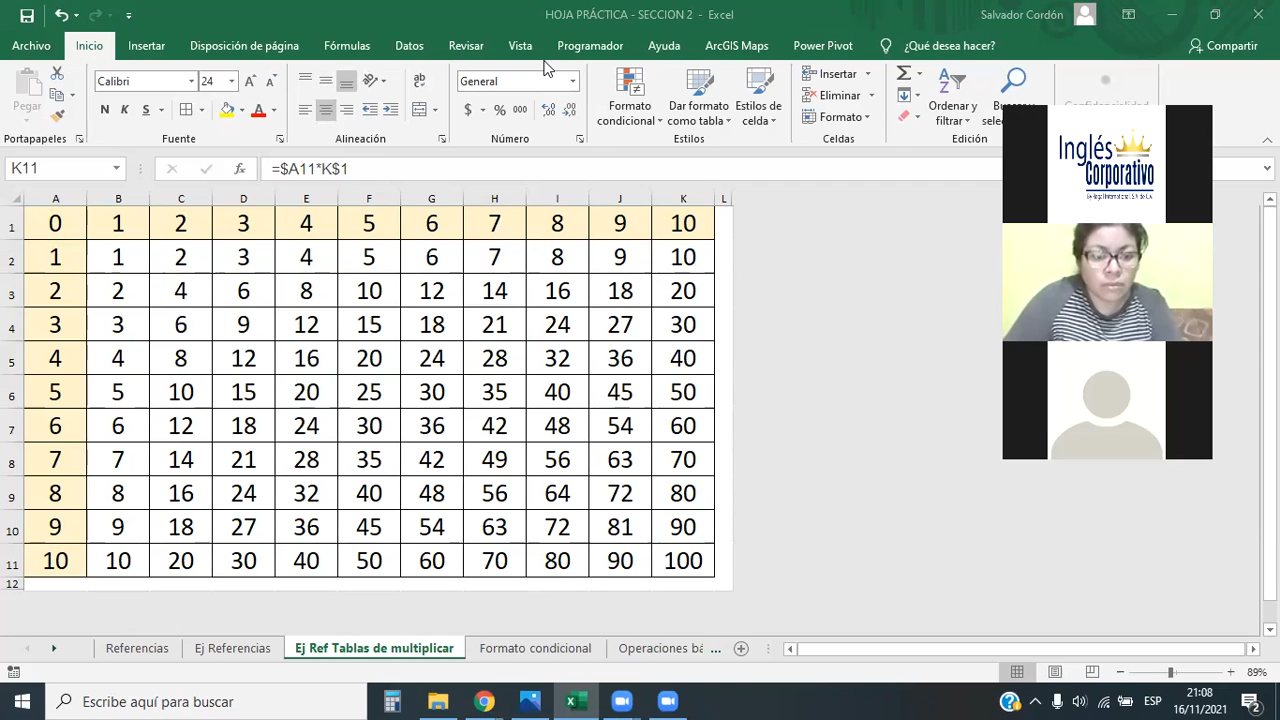 HOJA PRÁCTICA - SECCION 2 - Excel
Salvador Cordón
Archivo Inicio Insertar Disposición de página Fórmulas Datos Revisar Vista Programador Ayuda ArcGIS Maps Power Pivot ¿Qué desea hacer? Compartir
Pegar
Calibri 24
N K S
ab
General
$ % 000
Formato condicional
Dar formato como tabla
Estilos de celda
Insertar
Eliminar
Formato
Ordenar y filtrar
Confidencialidad
Portapapeles Fuente Alineación Número Estilos Celdas Edición
K11 fx =$A11*K$1
A B C D E F G H I J K L
1 0 1 2 3 4 5 6 7 8 9 10
2 1 1 2 3 4 5 6 7 8 9 10
3 2 2 4 6 8 10 12 14 16 18 20
4 3 3 6 9 12 15 18 21 24 27 30
5 4 4 8 12 16 20 24 28 32 36 40
6 5 5 10 15 20 25 30 35 40 45 50
7 6 6 12 18 24 30 36 42 48 54 60
8 7 7 14 21 28 35 42 49 56 63 70
9 8 8 16 24 32 40 48 56 64 72 80
10 9 9 18 27 36 45 54 63 72 81 90
11 10 10 20 30 40 50 60 70 80 90 100
12
Inglés
Corporativo
Referencias Ej Referencias Ej Ref Tablas de multiplicar Formato condicional Operaciones bá ...
89%
Escribe aquí para buscar
ESP
21:08
16/11/2021
2